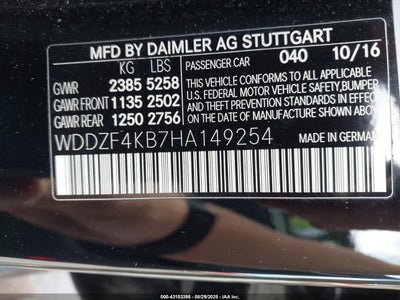 MFD BY DAIMLER AG STUTTGART
KG LBS
GVWR 2385 5258
GAWR FRONT 1135 2502
GAWR REAR 1250 2756
PASSENGER CAR 040 10/16
THIS VEHICLE CONFORMS TO ALL APPLICABLE
U.S. FEDERAL MOTOR VEHICLE SAFETY, BUMPER
AND THEFT PREVENTION STANDARDS IN EFFECT
ON THE DATE OF MANUFACTURE SHOWN ABOVE.
WDDZF4KB7HA149254
MADE IN GERMAN
000-43103390 - 08/29/2025 - IAA Inc.